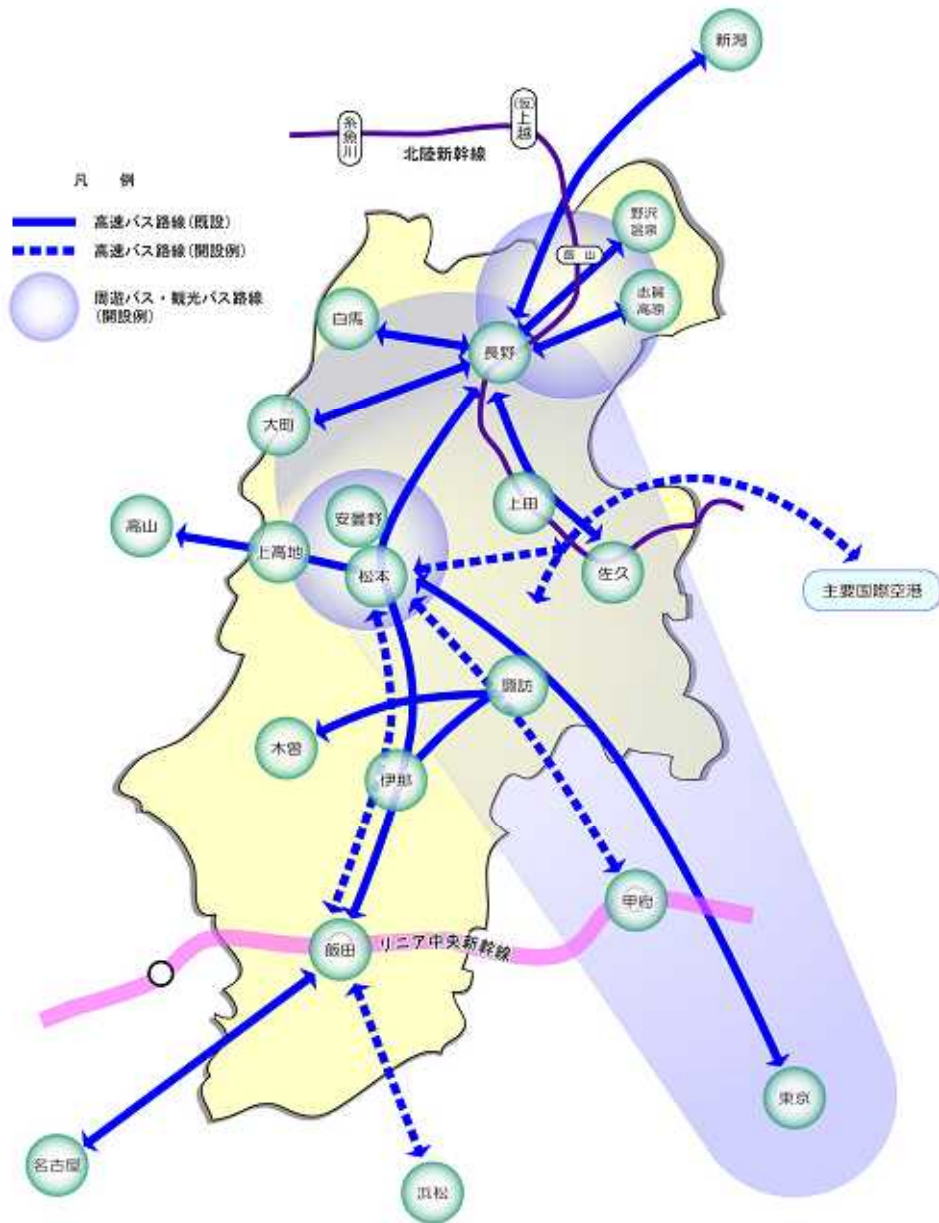 新潟
(仮)上越
糸魚川
北陸新幹線
凡 例
高速バス路線(既設)
高速バス路線(開設例)
周遊バス・観光バス路線
(開設例)
野沢
温泉
飯山
志賀
高原
白馬
長野
大町
安曇野
上田
高山
上高地
松本
佐久
主要国際空港
諏訪
木曽
伊那
甲府
飯田
リニア中央新幹線
東京
名古屋
浜松